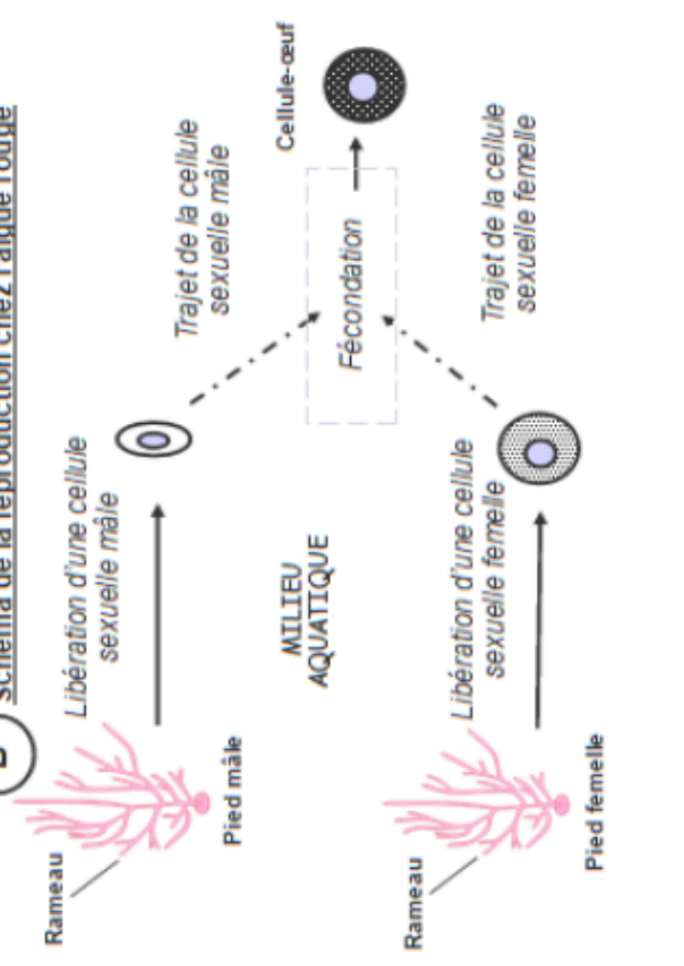 Schéma de la reproduction chez l'algue rouge
Rameau
Pied mâle
Libération d'une cellule
sexuelle mâle
Trajet de la cellule
sexuelle mâle
MILIEU
AQUATIQUE
Fécondation
Cellule-œuf
Rameau
Pied femelle
Libération d'une cellule
sexuelle femelle
Trajet de la cellule
sexuelle femelle